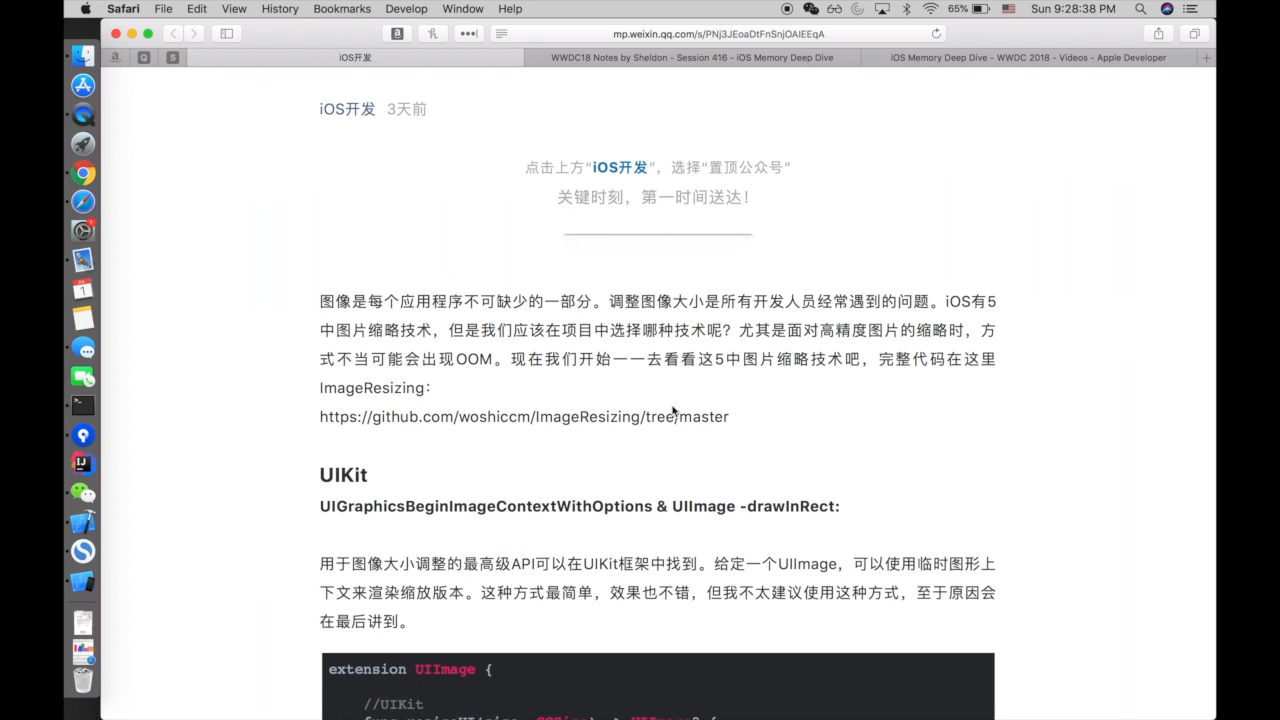 Safari File Edit View History Bookmarks Develop Window Help 65% Sun 9:28:38 PM
a mp.weixin.qq.com/s/PNj3JEoaDtFnSnjOAIEEqA
a Q S iOS开发 WWDC18 Notes by Sheldon - Session 416 - iOS Memory Deep Dive iOS Memory Deep Dive - WWDC 2018 - Videos - Apple Developer
iOS开发 3天前
点击上方“iOS开发”，选择“置顶公众号”
关键时刻，第一时间送达！
图像是每个应用程序不可缺少的一部分。调整图像大小是所有开发人员经常遇到的问题。iOS有5
中图片缩略技术，但是我们应该在项目中选择哪种技术呢？尤其是面对高精度图片的缩略时，方
式不当可能会出现OOM。现在我们开始一一去看看这5中图片缩略技术吧，完整代码在这里
ImageResizing：
https://github.com/woshiccm/ImageResizing/tree/master
UIKit
UIGraphicsBeginImageContextWithOptions & UIImage -drawInRect:
用于图像大小调整的最高级API可以在UIKit框架中找到。给定一个UIImage，可以使用临时图形上
下文来渲染缩放版本。这种方式最简单，效果也不错，但我不太建议使用这种方式，至于原因会
在最后讲到。
extension UIImage {
//UIKit